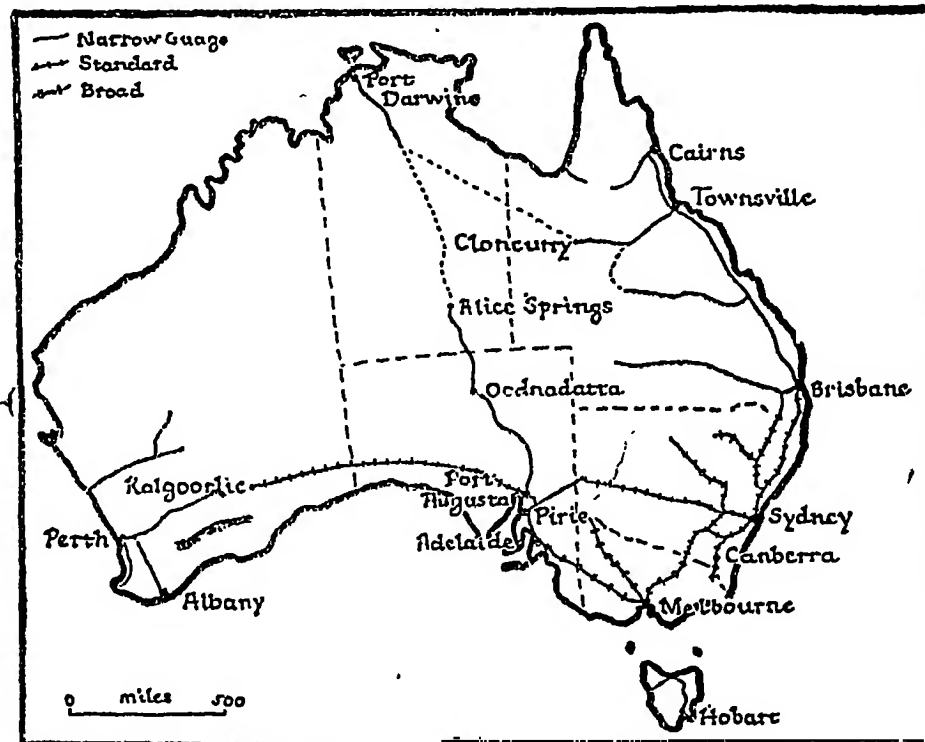 Narrow Guage
Standard
Broad
Port
Darwine
Cairns
Townsville
Cloncurry
Alice Springs
Oodnadatta
Brisbane
Kalgoorlie
Port
Augusta
Pirie
Sydney
Perth
Adelaide
Canberra
Albany
Melbourne
0 miles 500
Hobart